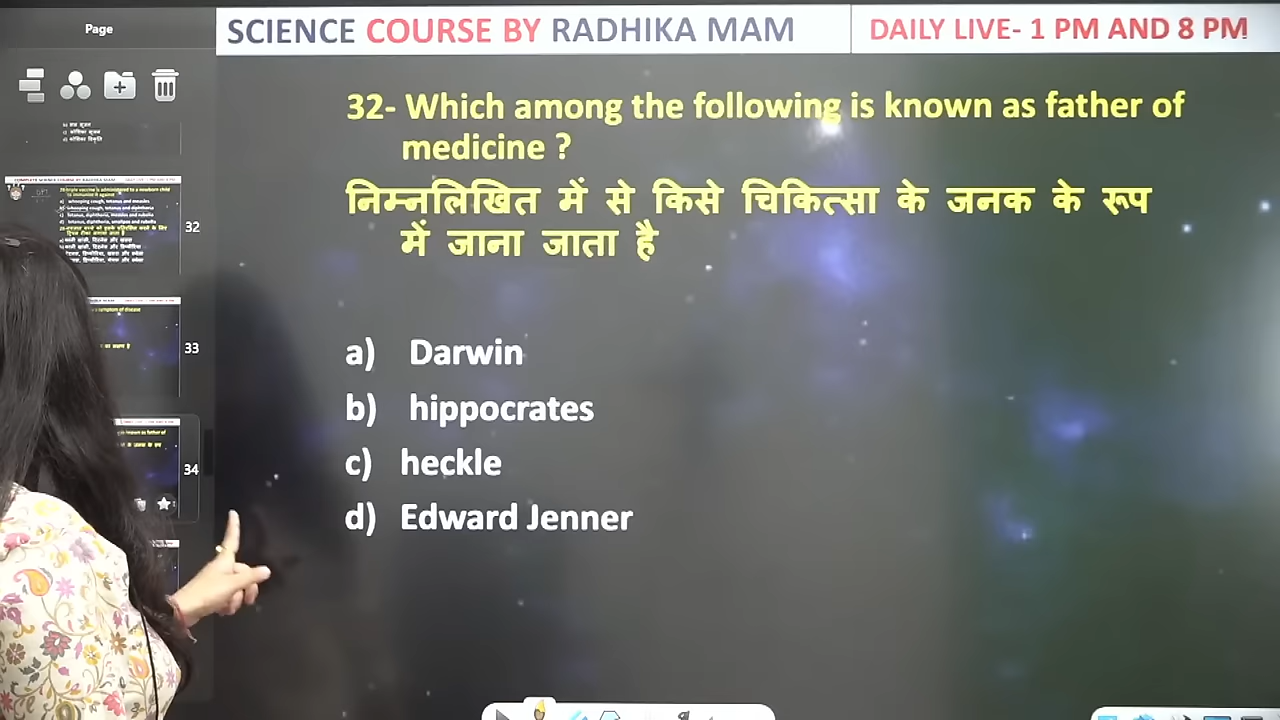 Page
SCIENCE COURSE BY RADHIKA MAM
DAILY LIVE- 1 PM AND 8 PM
32- Which among the following is known as father of
medicine ?
निम्नलिखित में से किसे चिकित्सा के जनक के रूप
में जाना जाता है
a) Darwin
b) hippocrates
c) heckle
d) Edward Jenner
32
33
34